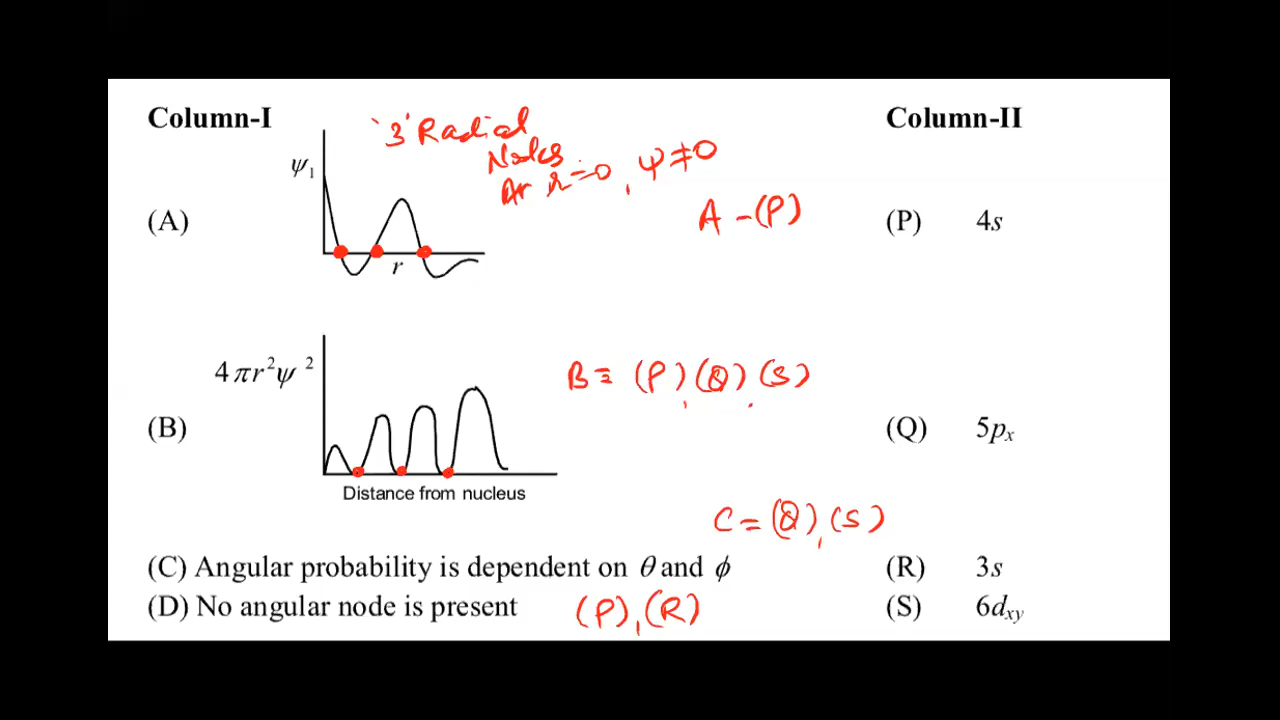 Column-I
Column-II
'3' Radial
Nodes
At r=0, ψ≠0
ψ₁
(A)
A – (P)
(P) 4s
r
4πr²ψ²
B ≡ (P), (Q), (S)
(B)
(Q) 5pₓ
Distance from nucleus
C = (Q), (S)
(C) Angular probability is dependent on θ and ϕ
(R) 3s
(D) No angular node is present
(P), (R)
(S) 6d_xy